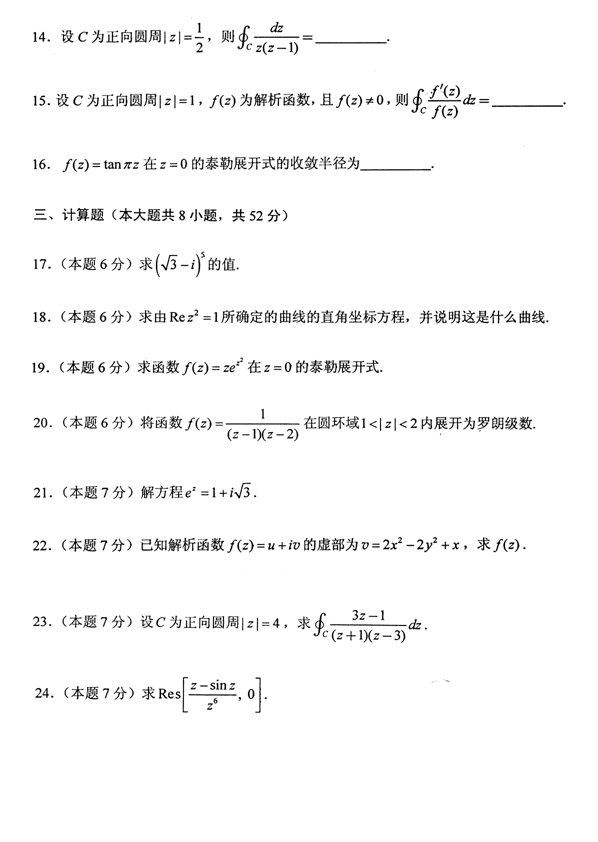 14. 设 C 为正向圆周|z|=1/2，则∮_C dz/(z(z−1))=________.
15. 设 C 为正向圆周|z|=1，f(z)为解析函数，且 f(z)≠0，则∮_C f′(z)/f(z) dz=________.
16. f(z)=tan πz 在 z=0 的泰勒展开式的收敛半径为________.
三、计算题（本大题共 8 小题，共 52 分）
17.（本题 6 分）求(√3−i)^5的值.
18.（本题 6 分）求由 Re z²=1所确定的曲线的直角坐标方程，并说明这是什么曲线.
19.（本题 6 分）求函数 f(z)=ze^{z²} 在 z=0 的泰勒展开式.
20.（本题 6 分）将函数 f(z)=1/((z−1)(z−2)) 在圆环域1<|z|<2内展开为罗朗级数.
21.（本题 7 分）解方程e^z=1+i√3.
22.（本题 7 分）已知解析函数 f(z)=u+iv的虚部为v=2x²−2y²+x，求 f(z).
23.（本题 7 分）设C 为正向圆周|z|=4，求∮_C (3z−1)/((z+1)(z−3)) dz.
24.（本题 7 分）求Res[(z−sin z)/z⁶, 0].